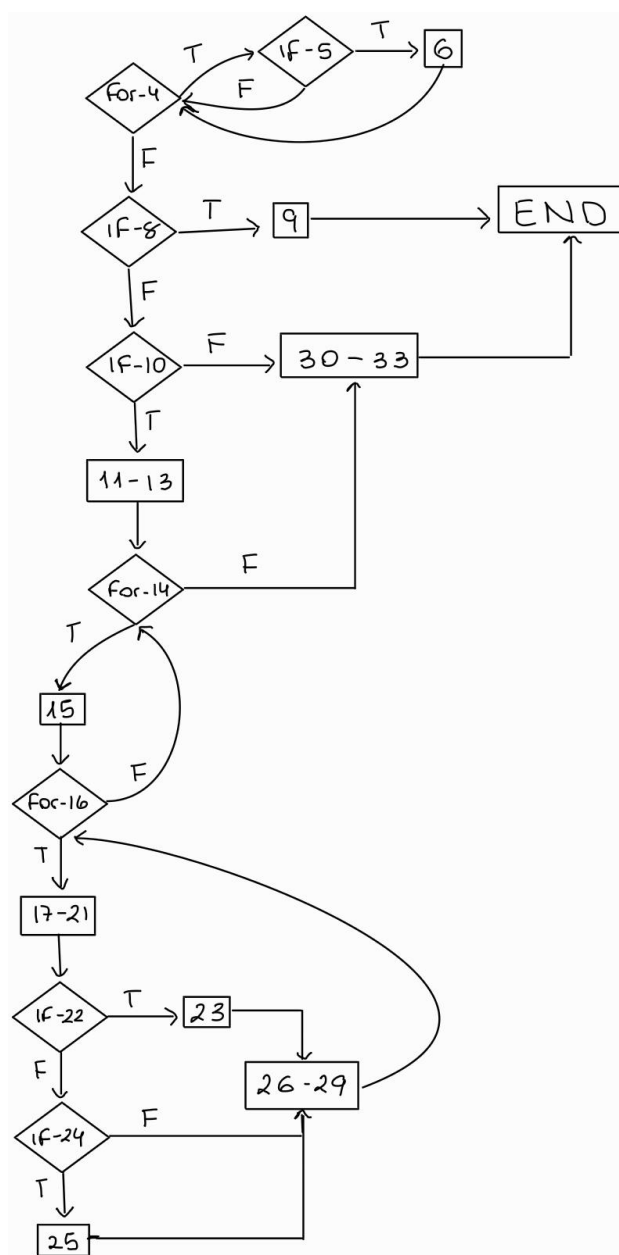 T
IF-5
T
6
For-4
F
F
IF-8
T
9
END
F
IF-10
F
30-33
T
11-13
For-14
F
T
15
For-16
F
T
17-21
IF-22
T
23
F
26-29
IF-24
F
T
25